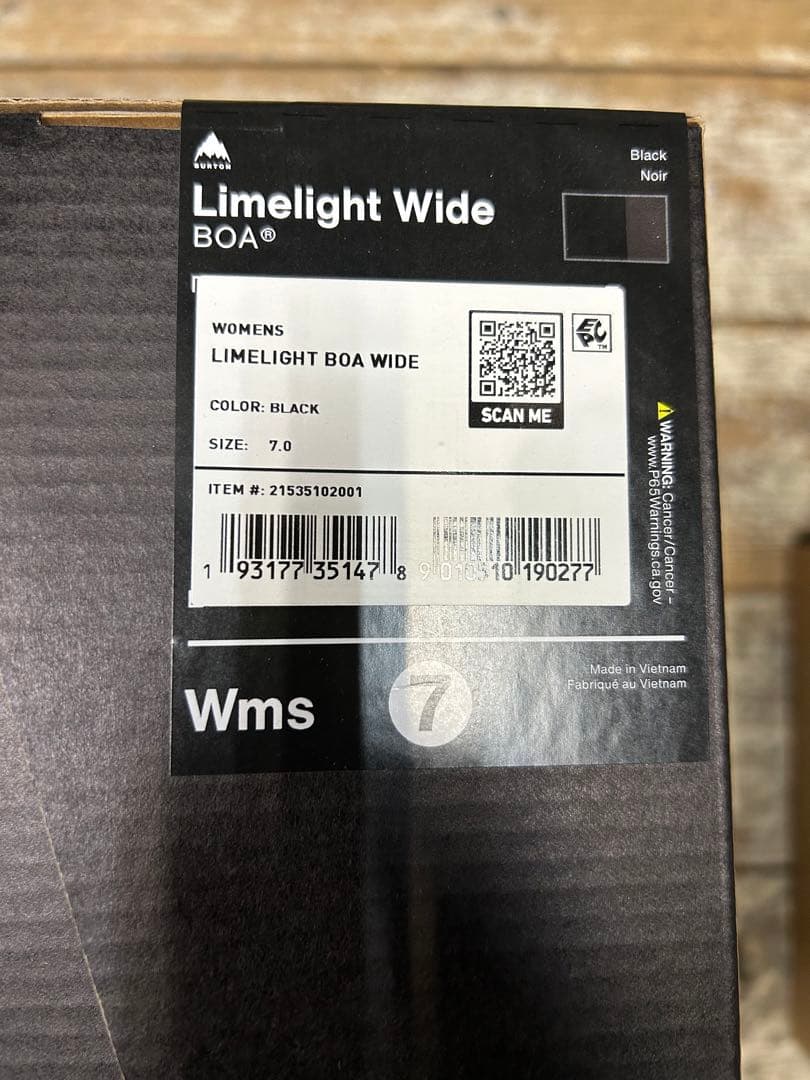 BURTON
Limelight Wide
BOA®
Black
Noir
WOMENS
LIMELIGHT BOA WIDE
COLOR: BLACK
SIZE: 7.0
EPC™
SCAN ME
ITEM #: 21535102001
1 93177 35147 8
190277
⚠WARNING: Cancer/Cancer –
www.P65Warnings.ca.gov
Made in Vietnam
Fabriqué au Vietnam
Wms 7